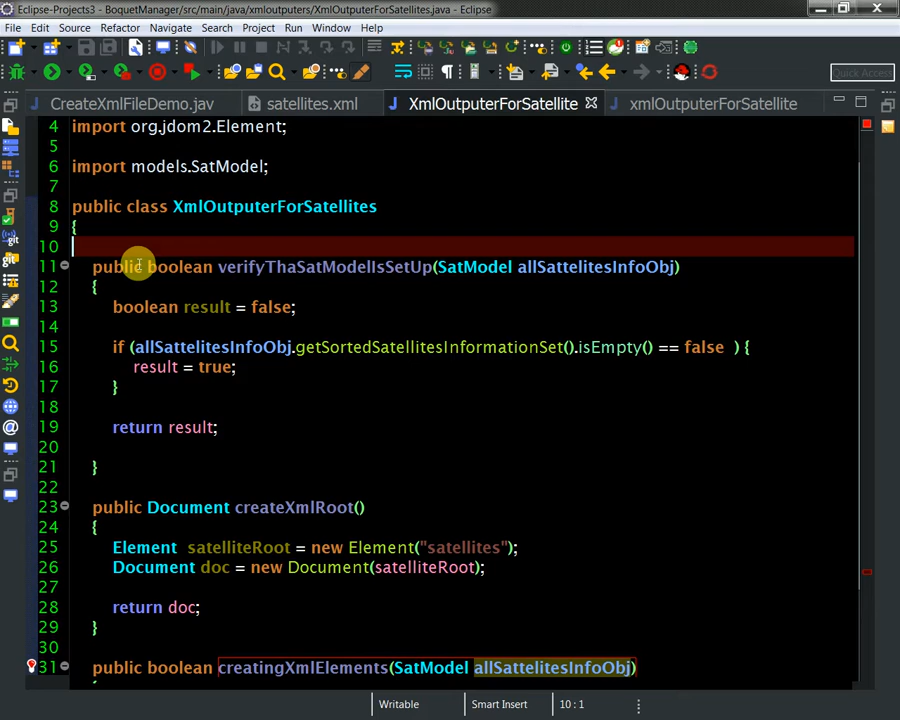 Eclipse-Projects3 - BoquetManager/src/main/java/xmloutputers/XmlOutputerForSatellites.java - Eclipse
File Edit Source Refactor Navigate Search Project Run Window Help
Quick Access
CreateXmlFileDemo.jav satellites.xml XmlOutputerForSatellite xmlOutputerForSatellite
4 import org.jdom2.Element;
5
6 import models.SatModel;
7
8 public class XmlOutputerForSatellites
9 {
10
11 public boolean verifyThaSatModelIsSetUp(SatModel allSattelitesInfoObj)
12 {
13 boolean result = false;
14
15 if (allSattelitesInfoObj.getSortedSatellitesInformationSet().isEmpty() == false ) {
16 result = true;
17 }
18
19 return result;
20
21 }
22
23 public Document createXmlRoot()
24 {
25 Element satelliteRoot = new Element("satellites");
26 Document doc = new Document(satelliteRoot);
27
28 return doc;
29 }
30
31 public boolean creatingXmlElements(SatModel allSattelitesInfoObj)
Writable Smart Insert 10 : 1